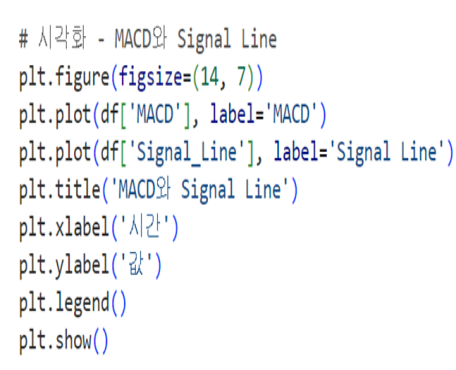 # 시각화 - MACD와 Signal Line
plt.figure(figsize=(14, 7))
plt.plot(df['MACD'], label='MACD')
plt.plot(df['Signal_Line'], label='Signal Line')
plt.title('MACD와 Signal Line')
plt.xlabel('시간')
plt.ylabel('값')
plt.legend()
plt.show()